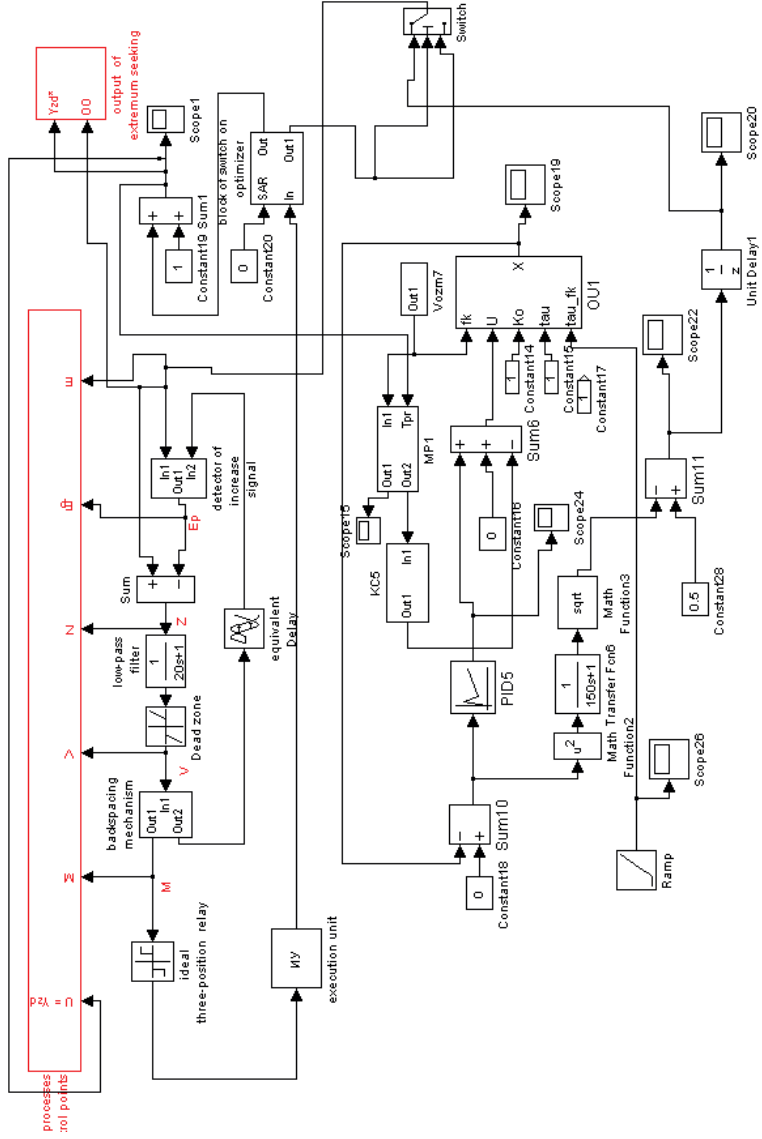 processes
trol points
U = Yzd
M
V
Z
Ep
E
Yzd*
OO
output of
extremum seeking
Scope1
+
+
Sum1
1
Constant19
ideal
three-position relay
M
backspacing
mechanism
Out1
In1
Out2
V
Dead zone
low-pass
filter
1
20s+1
Z
Sum
+
−
Ep
In1
Out1
In2
detector of
increase
signal
equivalent
Delay
block of switch on
optimizer
SAR
Out
In
Out1
0
Constant20
ИУ
execution unit
Switch
Out1
Vozm7
In1
Out1
Tpr
Out2
MP1
Scope15
In1
Out1
KC5
fk
U
Ko
tau
tau_fk
X
OU1
Scope19
1
Constant14
1
Constant15
1
Constant17
+
+
−
Sum6
0
Constant16
Scope24
PID5
−
+
Sum10
0
Constant18
u²
Math
Function2
1
150s+1
Transfer Fcn6
sqrt
Math
Function3
−
+
Sum11
0.5
Constant28
Scope22
1
z
Unit Delay1
Scope20
Ramp
Scope26